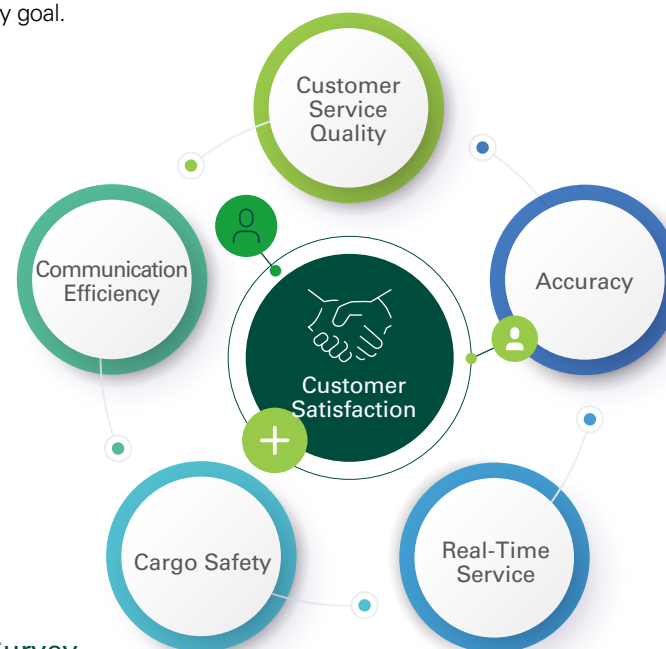 y goal.
Customer
Service
Quality
Communication
Efficiency
Accuracy
Customer
Satisfaction
Cargo Safety
Real-Time
Service